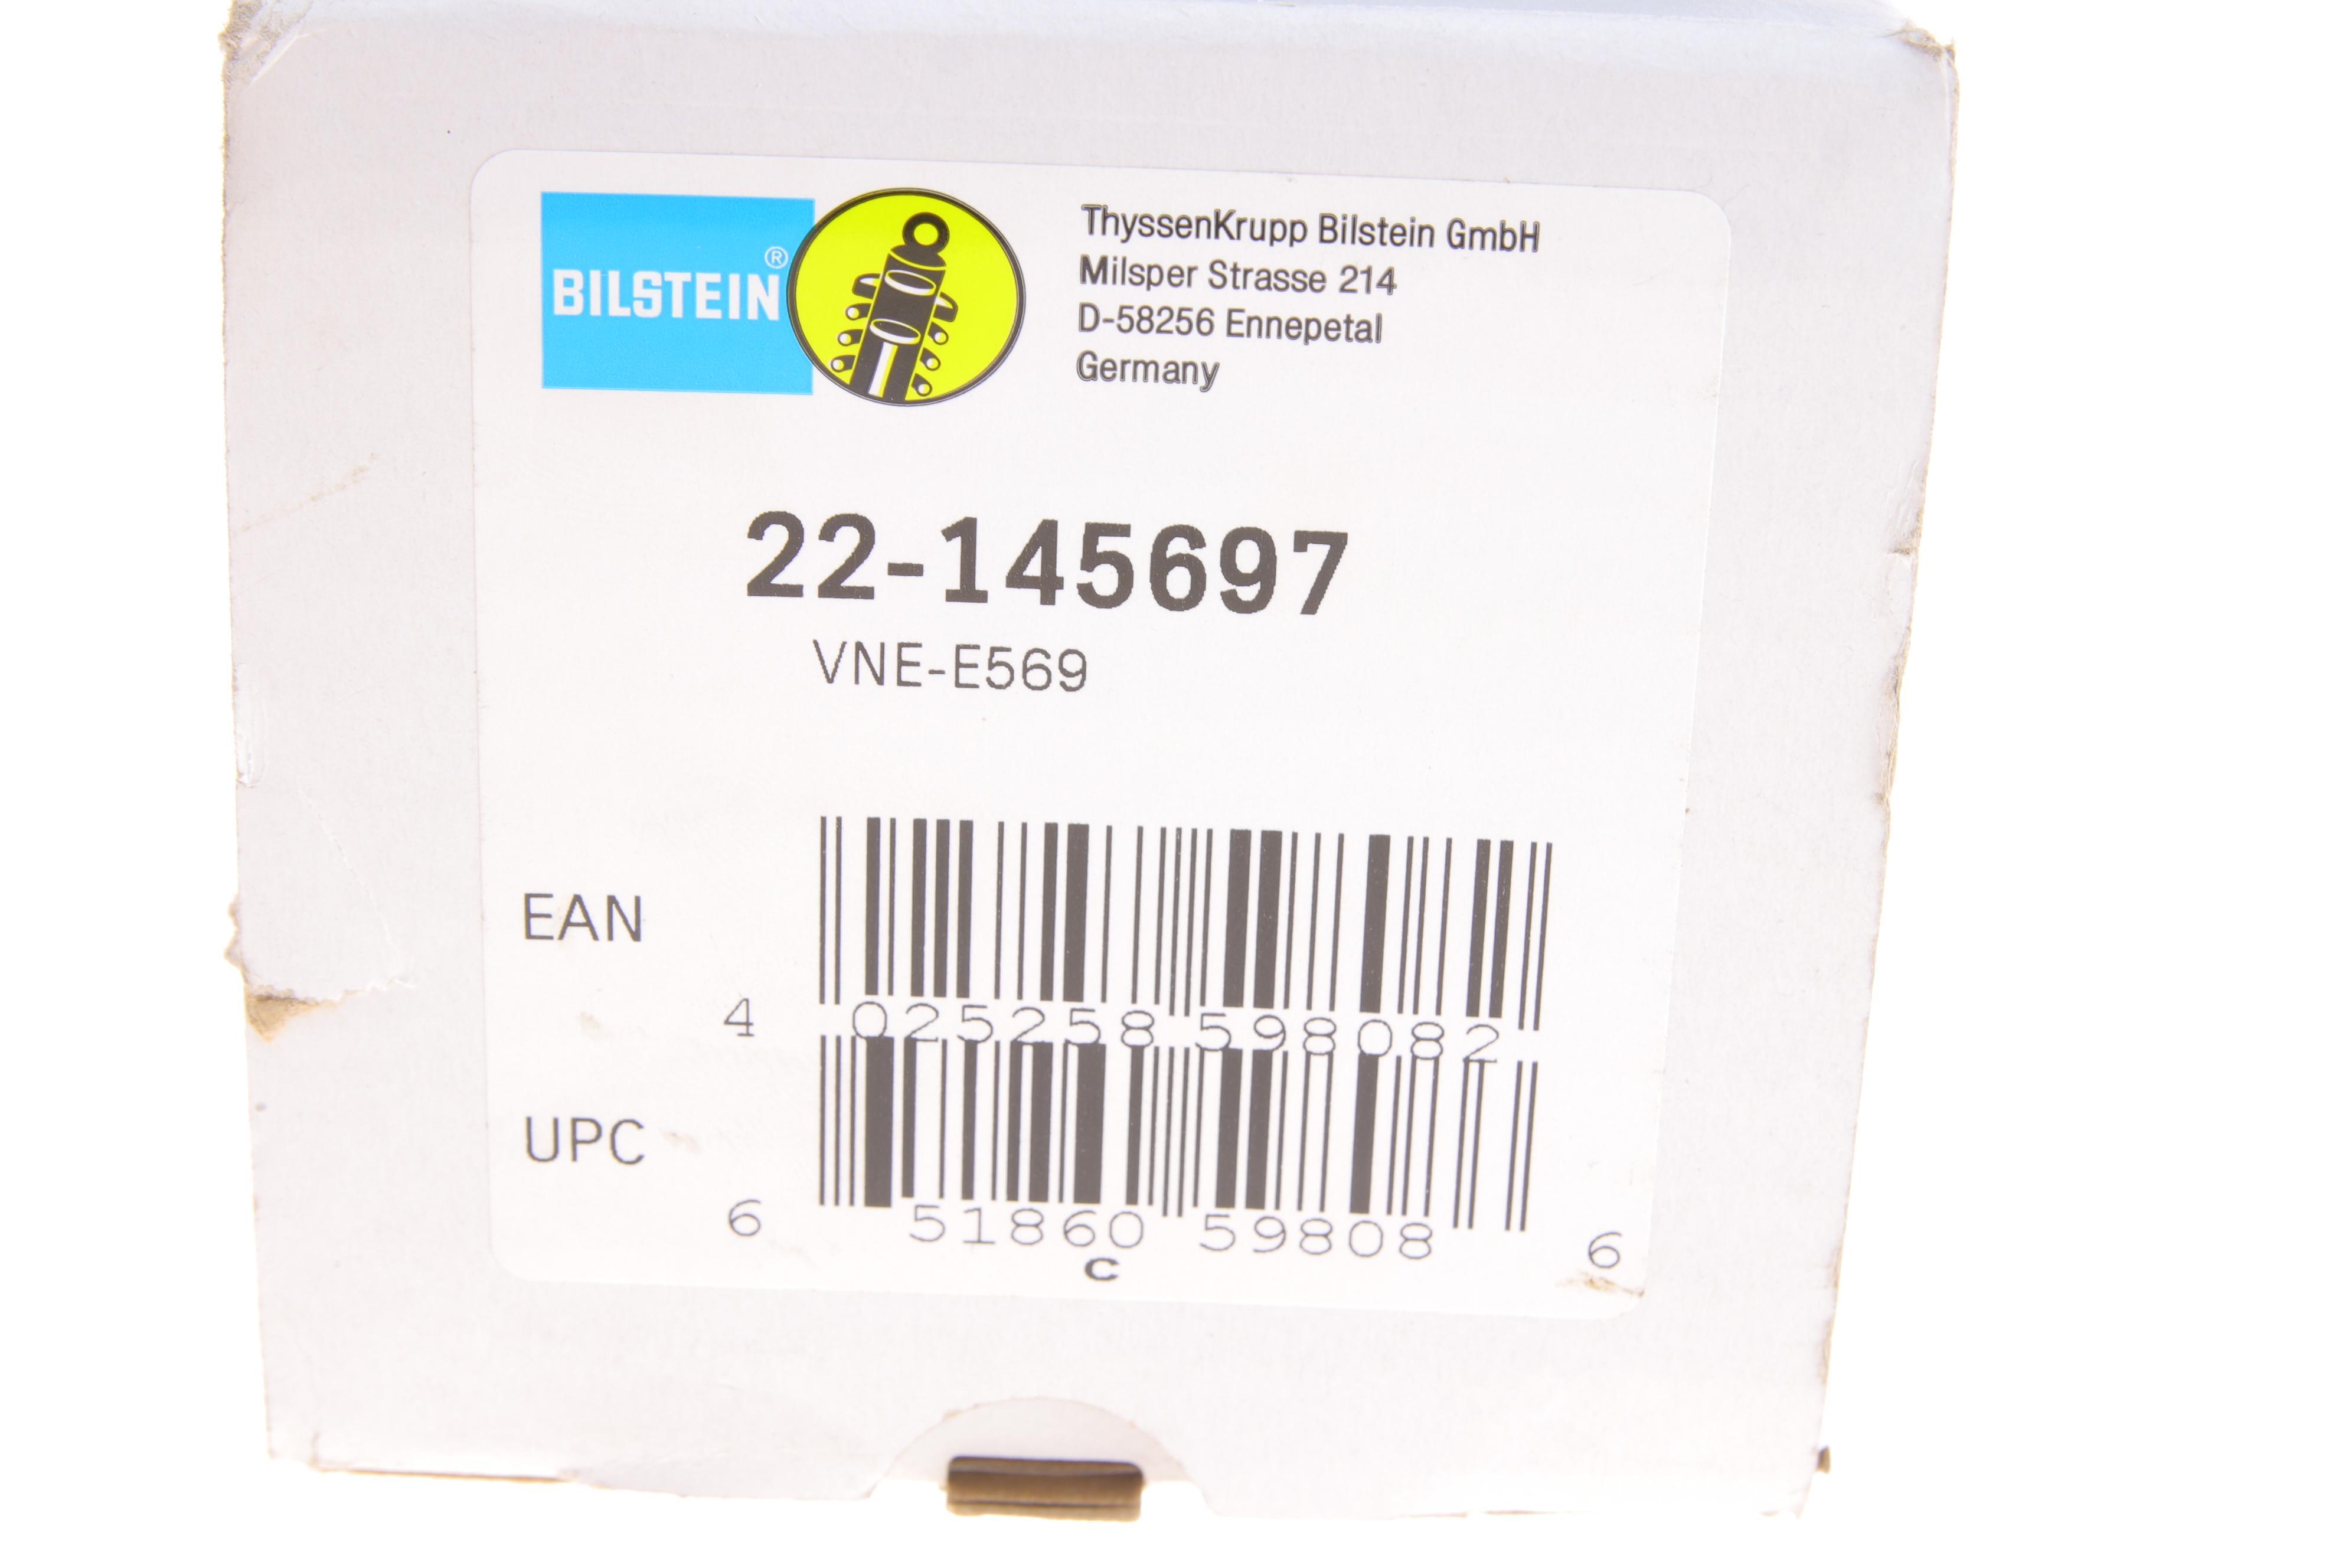 BILSTEIN®
ThyssenKrupp Bilstein GmbH
Milsper Strasse 214
D-58256 Ennepetal
Germany
22-145697
VNE-E569
EAN
4 025258 598082
UPC
6 51860 59808 6
C